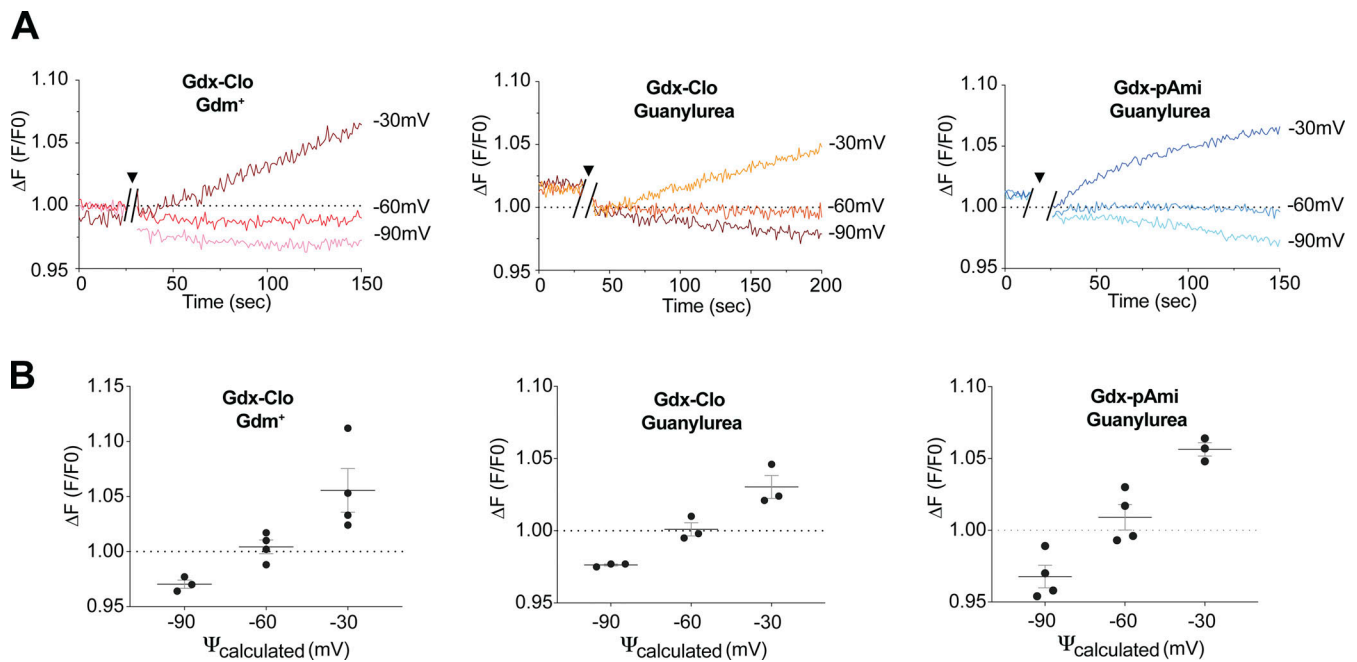 A
Gdx-Clo
Gdm+
ΔF (F/F0)
1.10
1.05
1.00
0.95
-30mV
-60mV
-90mV
0
50
100
150
Time (sec)
Gdx-Clo
Guanylurea
ΔF (F/F0)
1.10
1.05
1.00
0.95
-30mV
-60mV
-90mV
0
50
100
150
200
Time (sec)
Gdx-pAmi
Guanylurea
ΔF (F/F0)
1.10
1.05
1.00
0.95
-30mV
-60mV
-90mV
0
50
100
150
Time (sec)
B
Gdx-Clo
Gdm+
ΔF (F/F0)
1.15
1.10
1.05
1.00
0.95
-90
-60
-30
Ψcalculated (mV)
Gdx-Clo
Guanylurea
ΔF (F/F0)
1.10
1.05
1.00
0.95
-90
-60
-30
Ψcalculated (mV)
Gdx-pAmi
Guanylurea
ΔF (F/F0)
1.10
1.05
1.00
0.95
-90
-60
-30
Ψcalculated (mV)